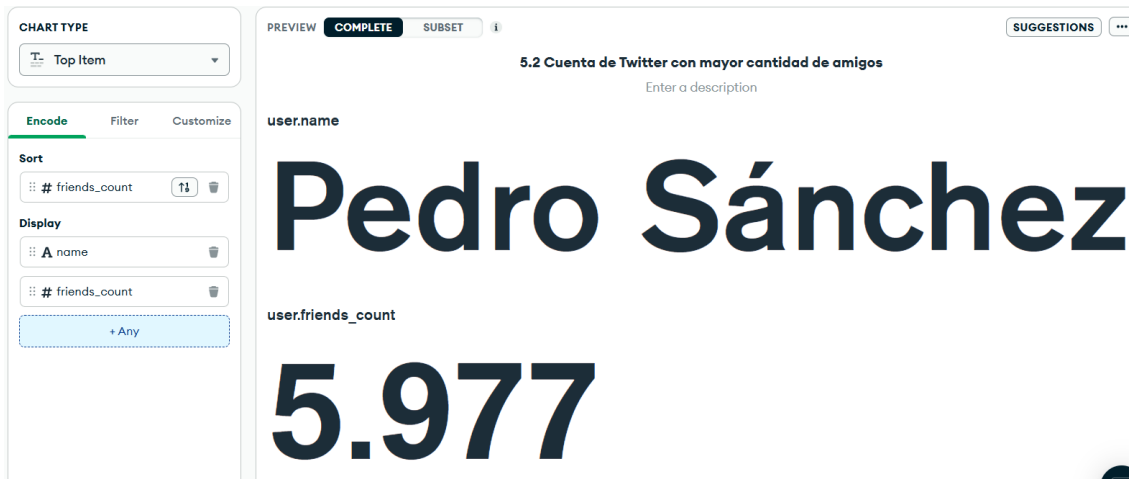 CHART TYPE
Top Item
Encode Filter Customize
Sort
# friends_count
Display
A name
# friends_count
+ Any
PREVIEW COMPLETE SUBSET i SUGGESTIONS ...
5.2 Cuenta de Twitter con mayor cantidad de amigos
Enter a description
user.name
Pedro Sánchez
user.friends_count
5.977